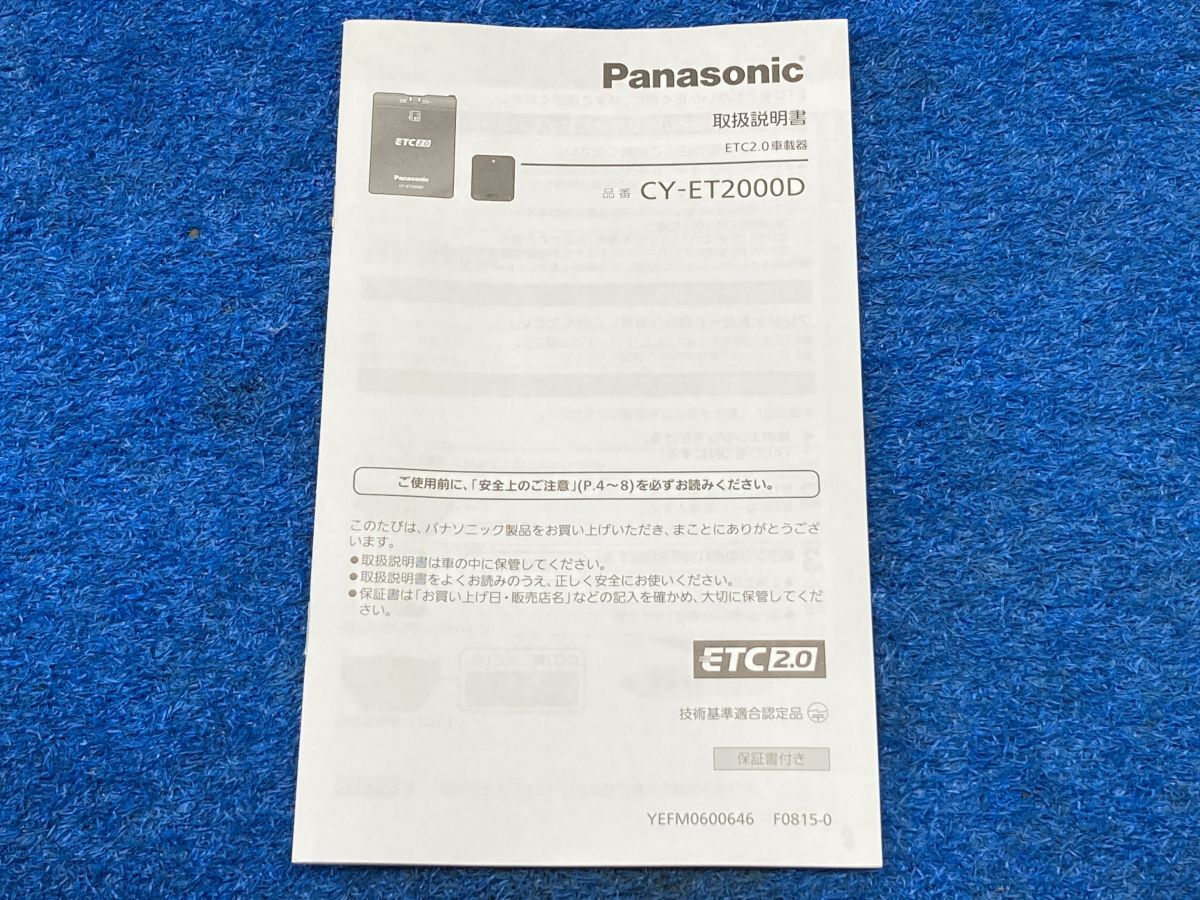 Panasonic
取扱説明書
ETC2.0車載器
品番 CY-ET2000D
ETC2.0
Panasonic
CY-ET2000D
ご使用前に、「安全上のご注意」(P.4～8)を必ずお読みください。
このたびは、パナソニック製品をお買い上げいただき、まことにありがとうござ
います。
●取扱説明書は車の中に保管してください。
●取扱説明書をよくお読みのうえ、正しく安全にお使いください。
●保証書は「お買い上げ日・販売店名」などの記入を確かめ、大切に保管してくだ
さい。
ETC2.0
技術基準適合認定品
保証書付き
YEFM0600646 F0815-0